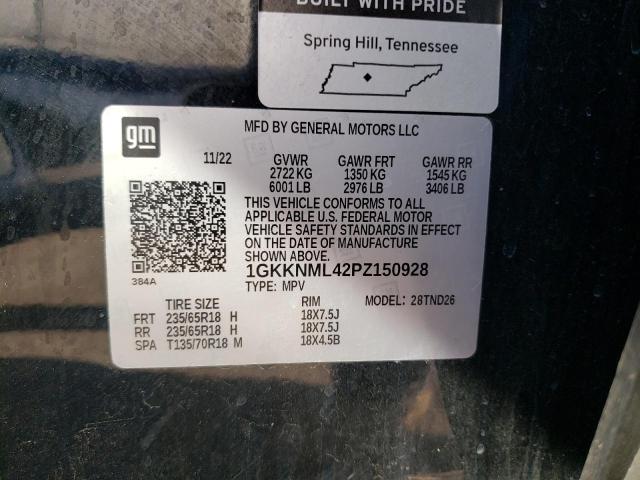 BUILT WITH PRIDE
Spring Hill, Tennessee
gm
MFD BY GENERAL MOTORS LLC
11/22 GVWR GAWR FRT GAWR RR
2722 KG 1350 KG 1545 KG
6001 LB 2976 LB 3406 LB
THIS VEHICLE CONFORMS TO ALL
APPLICABLE U.S. FEDERAL MOTOR
VEHICLE SAFETY STANDARDS IN EFFECT
ON THE DATE OF MANUFACTURE
SHOWN ABOVE.
1GKKNML42PZ150928
384A
TYPE: MPV
TIRE SIZE RIM MODEL: 28TND26
FRT 235/65R18 H 18X7.5J
RR 235/65R18 H 18X7.5J
SPA T135/70R18 M 18X4.5B